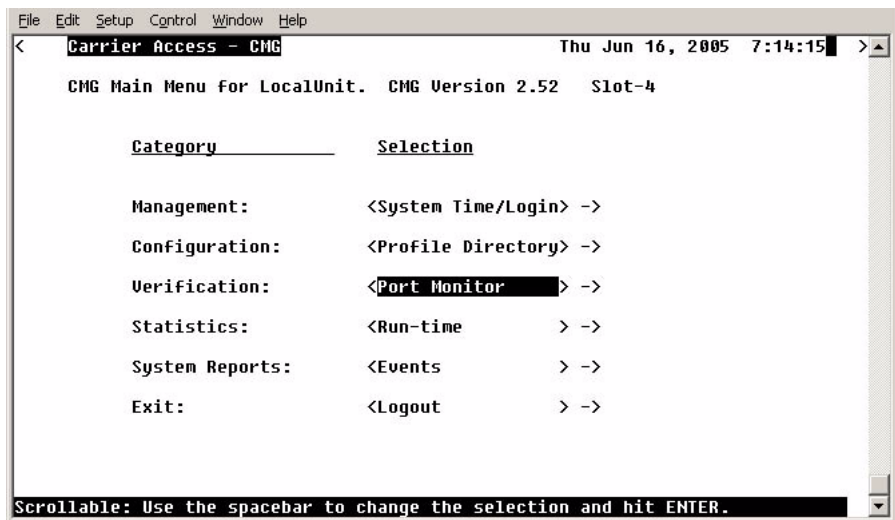 File Edit Setup Control Window Help
< Carrier Access - CMG Thu Jun 16, 2005 7:14:15 >
CMG Main Menu for LocalUnit. CMG Version 2.52 Slot-4
Category Selection
Management: <System Time/Login> ->
Configuration: <Profile Directory> ->
Verification: <Port Monitor > ->
Statistics: <Run-time > ->
System Reports: <Events > ->
Exit: <Logout > ->
Scrollable: Use the spacebar to change the selection and hit ENTER.